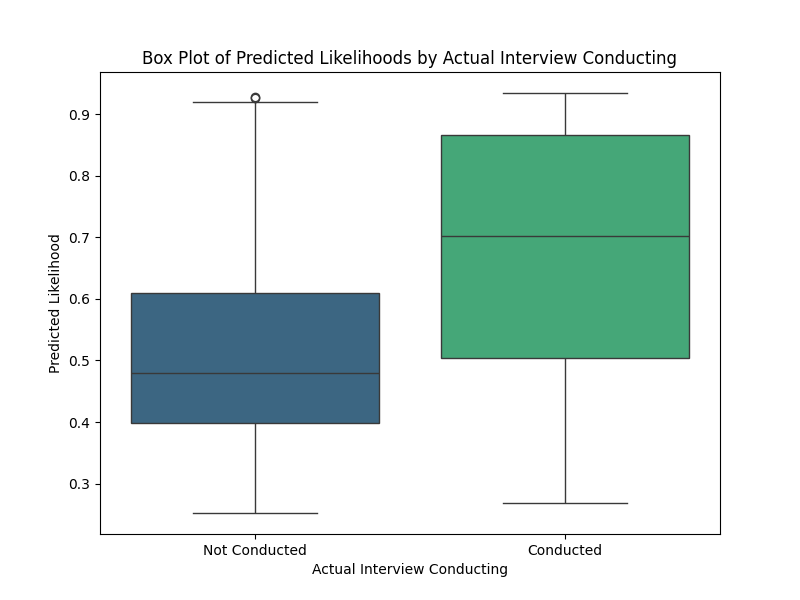 Box Plot of Predicted Likelihoods by Actual Interview Conducting
Predicted Likelihood
0.9
0.8
0.7
0.6
0.5
0.4
0.3
Not Conducted
Conducted
Actual Interview Conducting